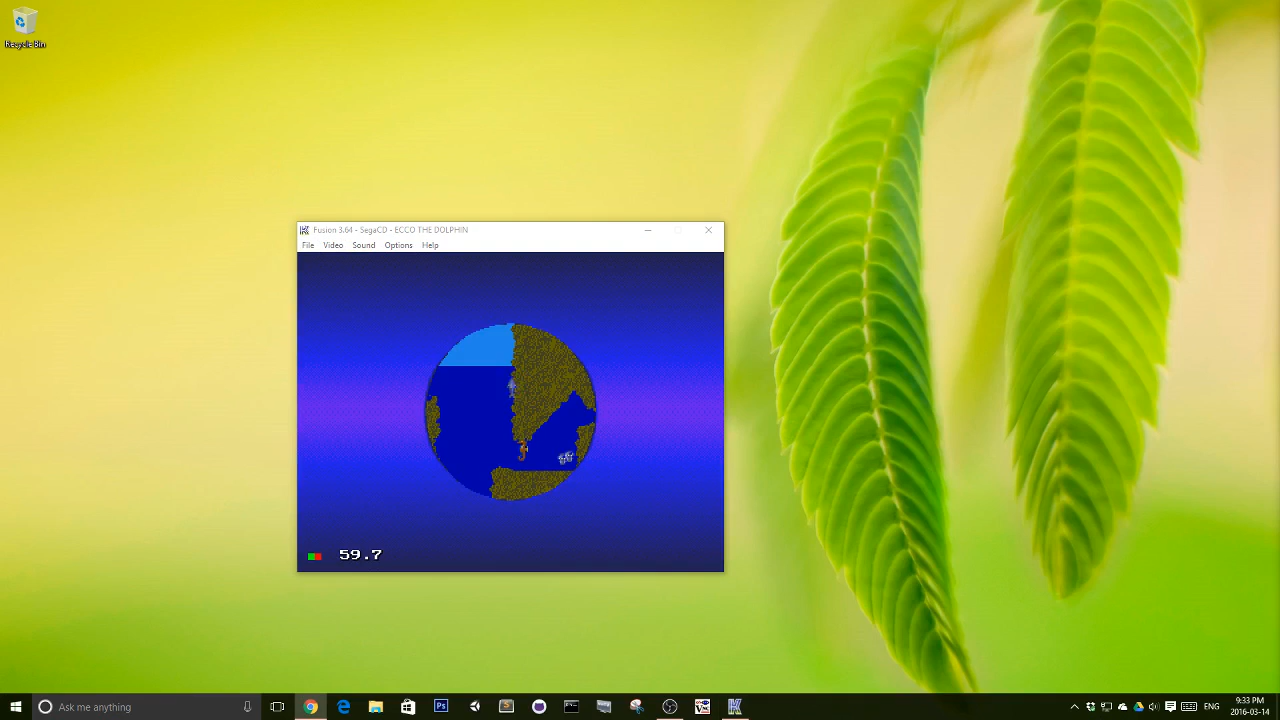 Recycle Bin
Fusion 3.64 - SegaCD - ECCO THE DOLPHIN
File Video Sound Options Help
59.7
Ask me anything
Ps
ENG
9:33 PM
2016-03-14